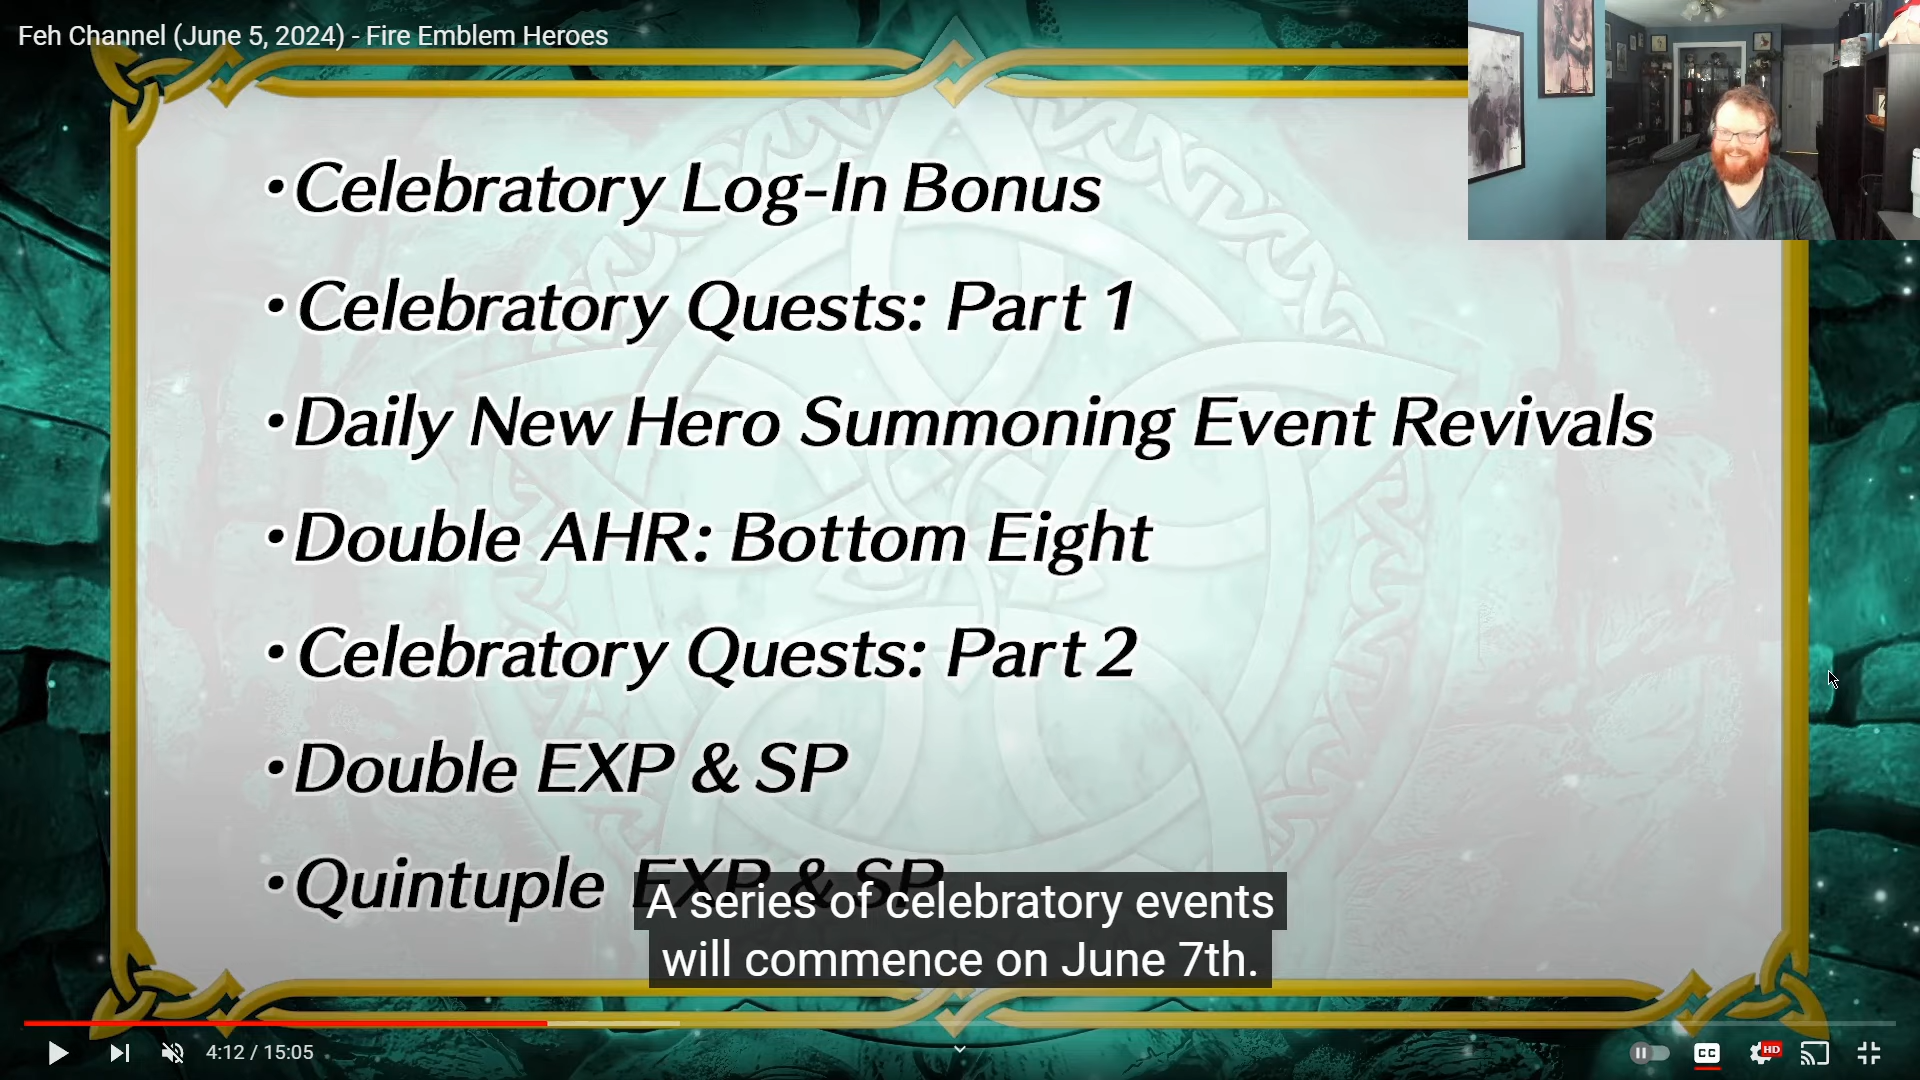 Feh Channel (June 5, 2024) - Fire Emblem Heroes
•Celebratory Log-In Bonus
•Celebratory Quests: Part 1
•Daily New Hero Summoning Event Revivals
•Double AHR: Bottom Eight
•Celebratory Quests: Part 2
•Double EXP & SP
•Quintuple EXP & SP
A series of celebratory events
will commence on June 7th.
4:12 / 15:05
CC
HD